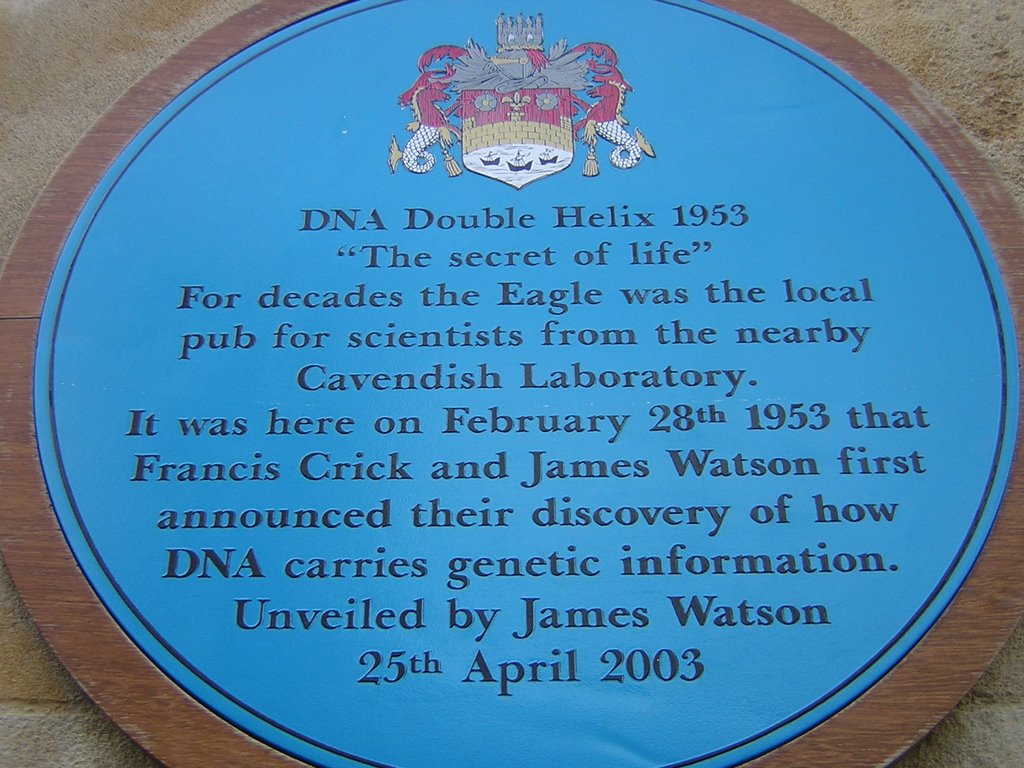 DNA Double Helix 1953
“The secret of life”
For decades the Eagle was the local
pub for scientists from the nearby
Cavendish Laboratory.
It was here on February 28th 1953 that
Francis Crick and James Watson first
announced their discovery of how
DNA carries genetic information.
Unveiled by James Watson
25th April 2003